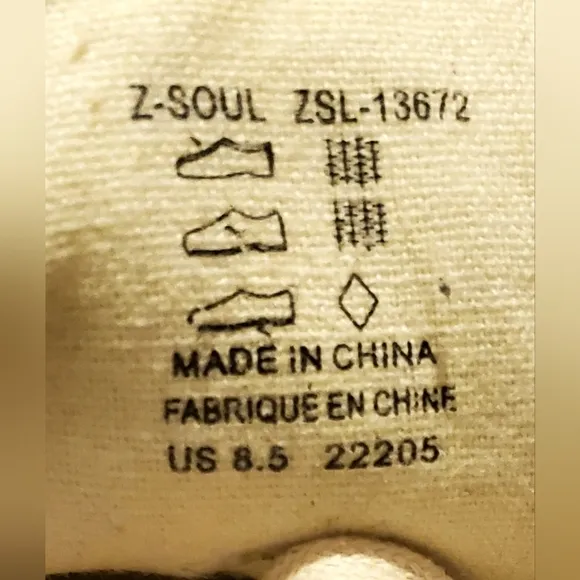 Z-SOUL ZSL-13672
MADE IN CHINA
FABRIQUÉ EN CHINE
US 8.5 22205